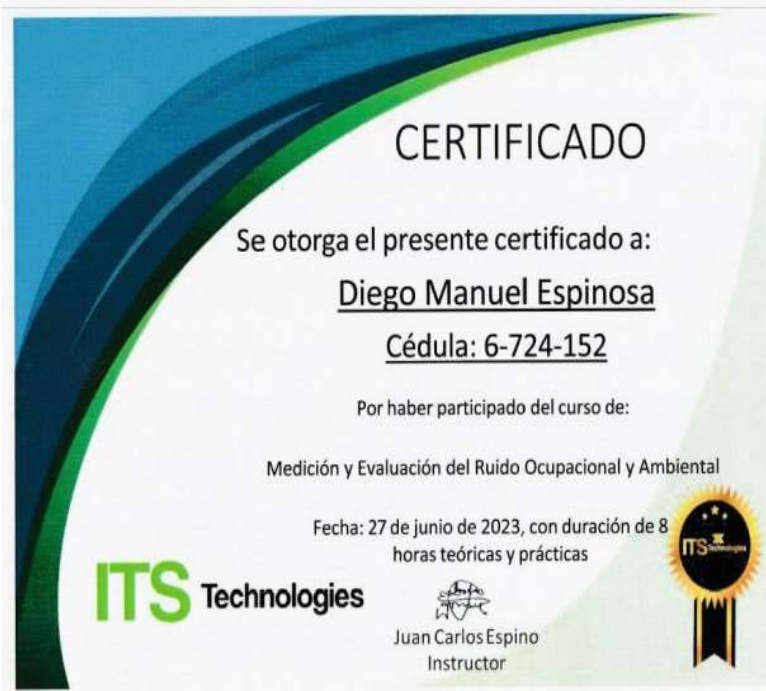 CERTIFICADO
Se otorga el presente certificado a:
Diego Manuel Espinosa
Cédula: 6-724-152
Por haber participado del curso de:
Medición y Evaluación del Ruido Ocupacional y Ambiental
Fecha: 27 de junio de 2023, con duración de 8
horas teóricas y prácticas
ITS Technologies
ITS Technologies
Juan Carlos Espino
Instructor